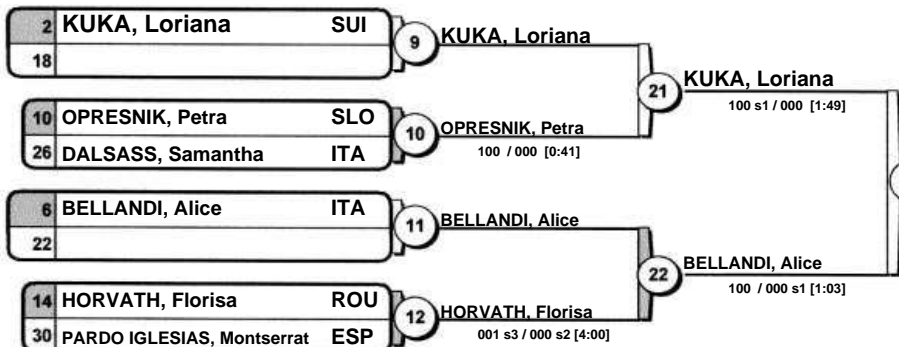 2 KUKA, Loriana SUI
18
9
KUKA, Loriana
21
KUKA, Loriana
100 s1 / 000 [1:49]
10 OPRESNIK, Petra SLO
26 DALSASS, Samantha ITA
10
OPRESNIK, Petra
100 / 000 [0:41]
6 BELLANDI, Alice ITA
22
11
BELLANDI, Alice
22
BELLANDI, Alice
100 / 000 s1 [1:03]
14 HORVATH, Florisa ROU
30 PARDO IGLESIAS, Montserrat ESP
12
HORVATH, Florisa
001 s3 / 000 s2 [4:00]